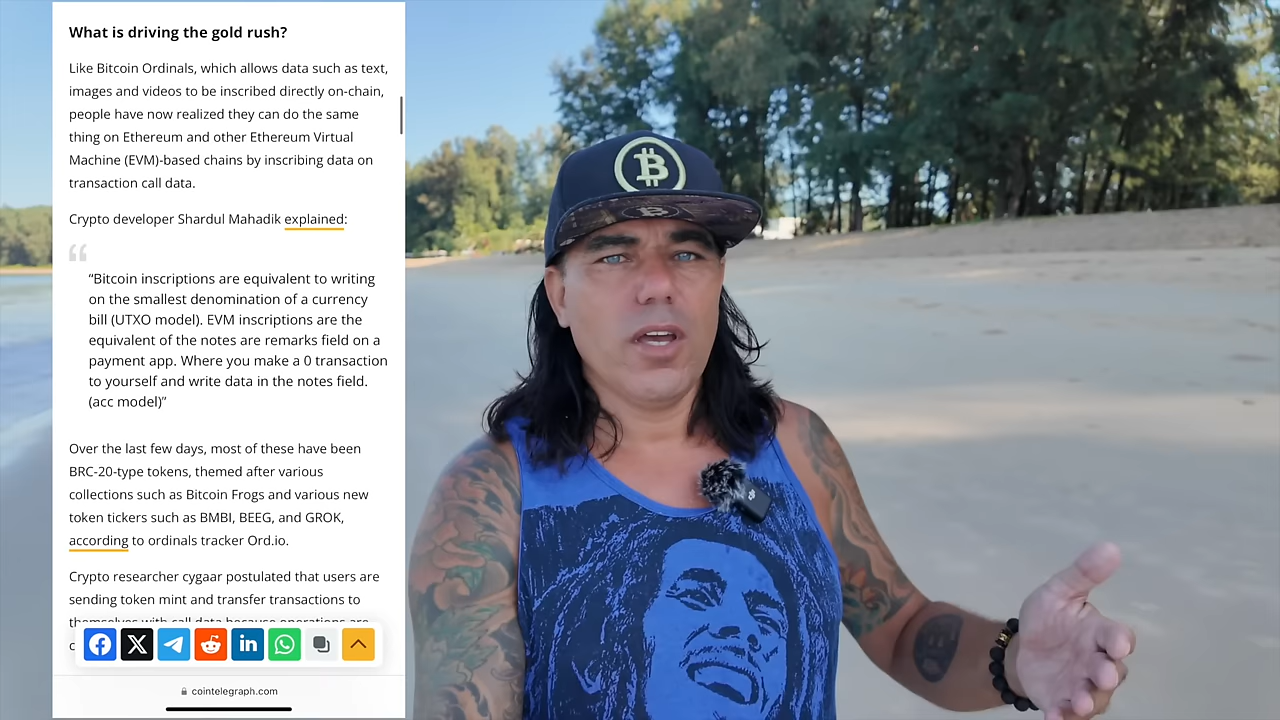 What is driving the gold rush?
Like Bitcoin Ordinals, which allows data such as text,
images and videos to be inscribed directly on-chain,
people have now realized they can do the same
thing on Ethereum and other Ethereum Virtual
Machine (EVM)-based chains by inscribing data on
transaction call data.
Crypto developer Shardul Mahadik explained:
“Bitcoin inscriptions are equivalent to writing
on the smallest denomination of a currency
bill (UTXO model). EVM inscriptions are the
equivalent of the notes are remarks field on a
payment app. Where you make a 0 transaction
to yourself and write data in the notes field.
(acc model)”
Over the last few days, most of these have been
BRC-20-type tokens, themed after various
collections such as Bitcoin Frogs and various new
token tickers such as BMBI, BEEG, and GROK,
according to ordinals tracker Ord.io.
Crypto researcher cygaar postulated that users are
sending token mint and transfer transactions to
themselves with call data because operations are
cointelegraph.com